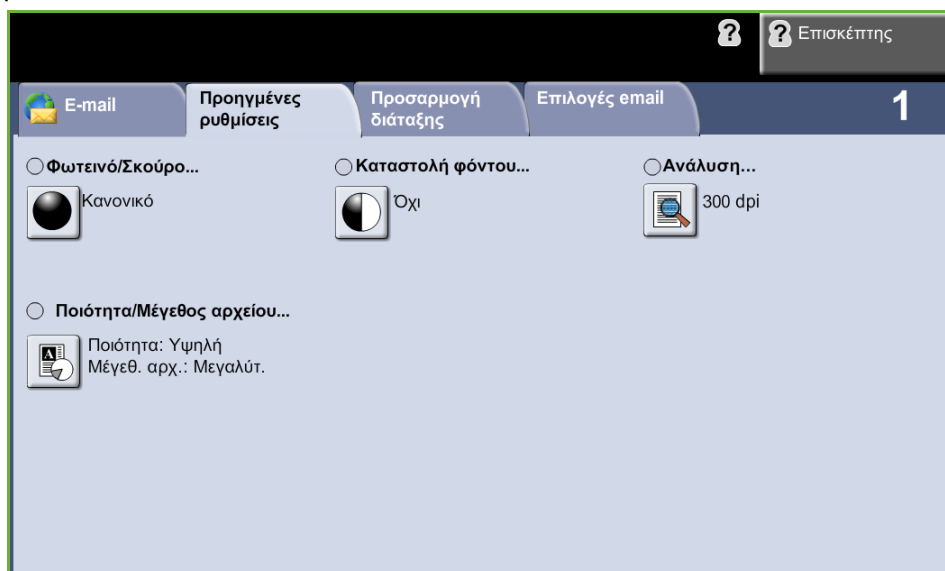 Επισκέπτης
E-mail
Προηγμένες
ρυθμίσεις
Προσαρμογή
διάταξης
Επιλογές email
1
Φωτεινό/Σκούρο...
Κανονικό
Καταστολή φόντου...
Όχι
Ανάλυση...
300 dpi
Ποιότητα/Μέγεθος αρχείου...
Ποιότητα: Υψηλή
Μέγεθ. αρχ.: Μεγαλύτ.